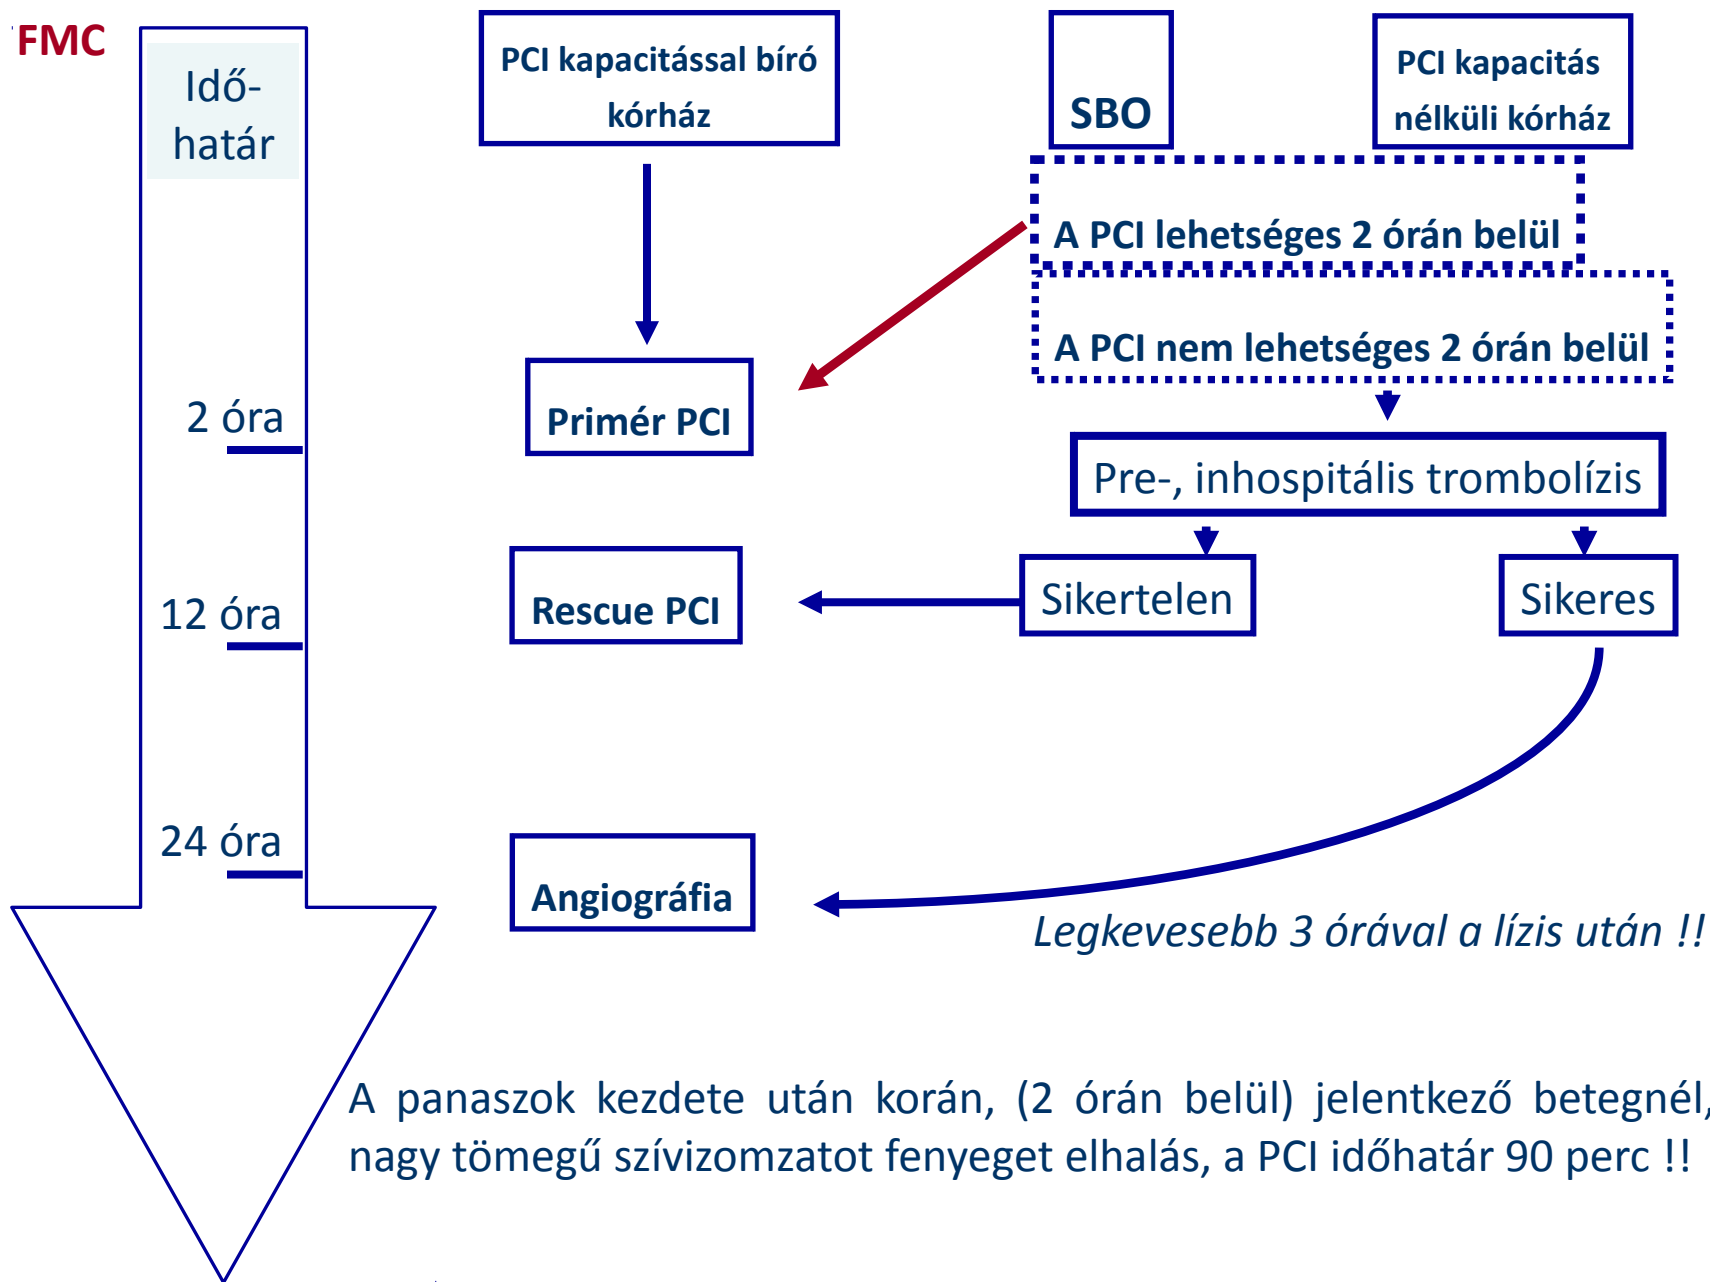 FMC
Idő-
határ
PCI kapacitással bíró
kórház
SBO
PCI kapacitás
nélküli kórház
A PCI lehetséges 2 órán belül
A PCI nem lehetséges 2 órán belül
2 óra
Primér PCI
Pre-, inhospitális trombolízis
12 óra
Rescue PCI
Sikertelen
Sikeres
24 óra
Angiográfia
Legkevesebb 3 órával a lízis után !!
A panaszok kezdete után korán, (2 órán belül) jelentkező betegnél,
nagy tömegű szívizomzatot fenyeget elhalás, a PCI időhatár 90 perc !!